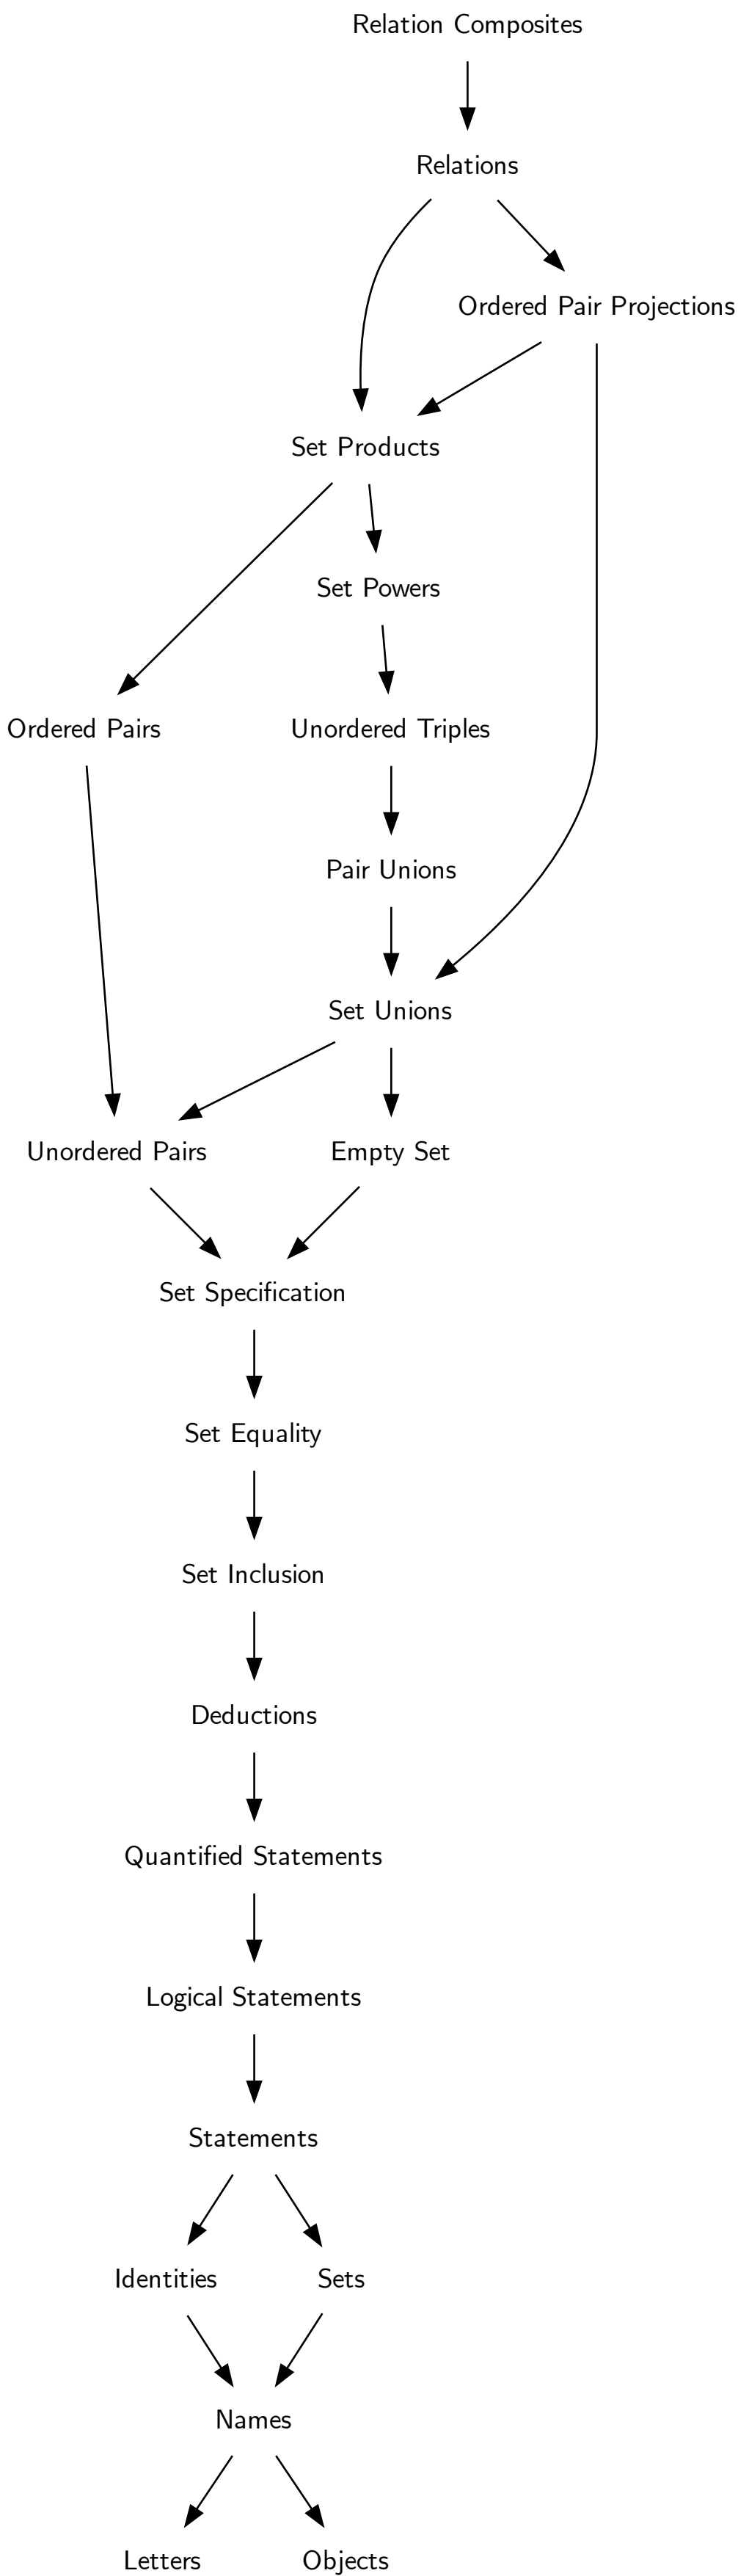 Relation Composites
Relations
Ordered Pair Projections
Set Products
Set Powers
Ordered Pairs
Unordered Triples
Pair Unions
Set Unions
Unordered Pairs
Empty Set
Set Specification
Set Equality
Set Inclusion
Deductions
Quantified Statements
Logical Statements
Statements
Identities
Sets
Names
Letters
Objects